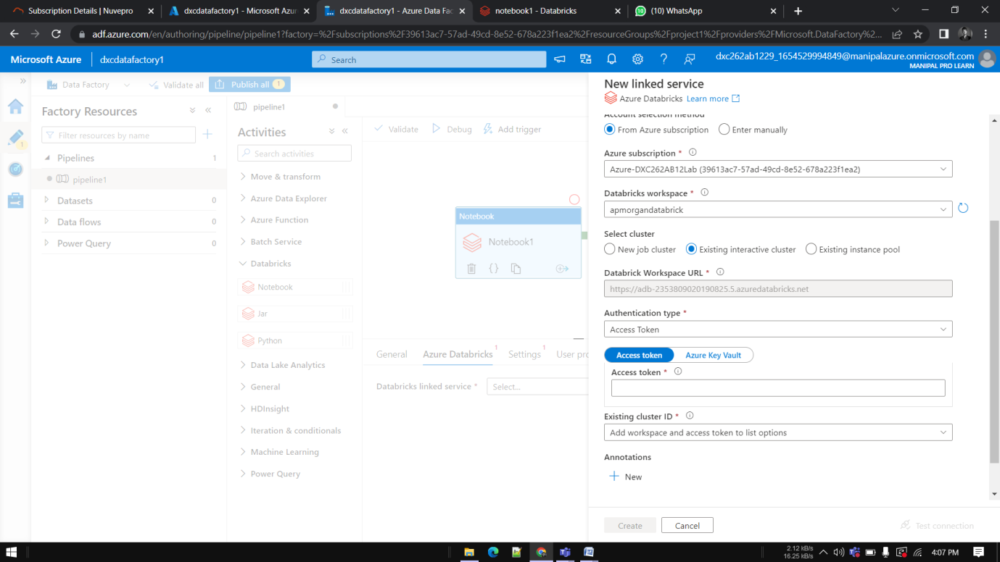 Subscription Details | Nuvepro
dxcdatafactory1 - Microsoft Azur
dxcdatafactory1 - Azure Data Fac
notebook1 - Databricks
(10) WhatsApp
adf.azure.com/en/authoring/pipeline/pipeline1?factory=%2Fsubscriptions%2F39613ac7-57ad-49cd-8e52-678a223f1ea2%2FresourceGroups%2Fproject1%2Fproviders%2FMicrosoft.DataFactory%2...
Microsoft Azure
dxcdatafactory1
Search
dxc262ab1229_1654529994849@manipalazure.onmicrosoft.com
MANIPAL PRO LEARN
Data Factory
Validate all
Publish all 1
Factory Resources
Filter resources by name
1
Pipelines 1
pipeline1
Datasets 0
Data flows 0
Power Query 0
pipeline1
Activities
Search activities
Move & transform
Azure Data Explorer
Azure Function
Batch Service
Databricks
Notebook
Jar
Python
Data Lake Analytics
General
HDInsight
Iteration & conditionals
Machine Learning
Power Query
Validate
Debug
Add trigger
Notebook
Notebook1
{}
General
Azure Databricks 1
Settings 1
User pro
Databricks linked service *
Select...
New linked service
Azure Databricks Learn more
Account selection method
From Azure subscription
Enter manually
Azure subscription *
Azure-DXC262AB12Lab (39613ac7-57ad-49cd-8e52-678a223f1ea2)
Databricks workspace *
apmorgandatabrick
Select cluster
New job cluster
Existing interactive cluster
Existing instance pool
Databrick Workspace URL *
https://adb-2353809020190825.5.azuredatabricks.net
Authentication type *
Access Token
Access token
Azure Key Vault
Access token *
Existing cluster ID *
Add workspace and access token to list options
Annotations
New
Create
Cancel
Test connection
2.12 kB/s
16.25 kB/s
4:07 PM